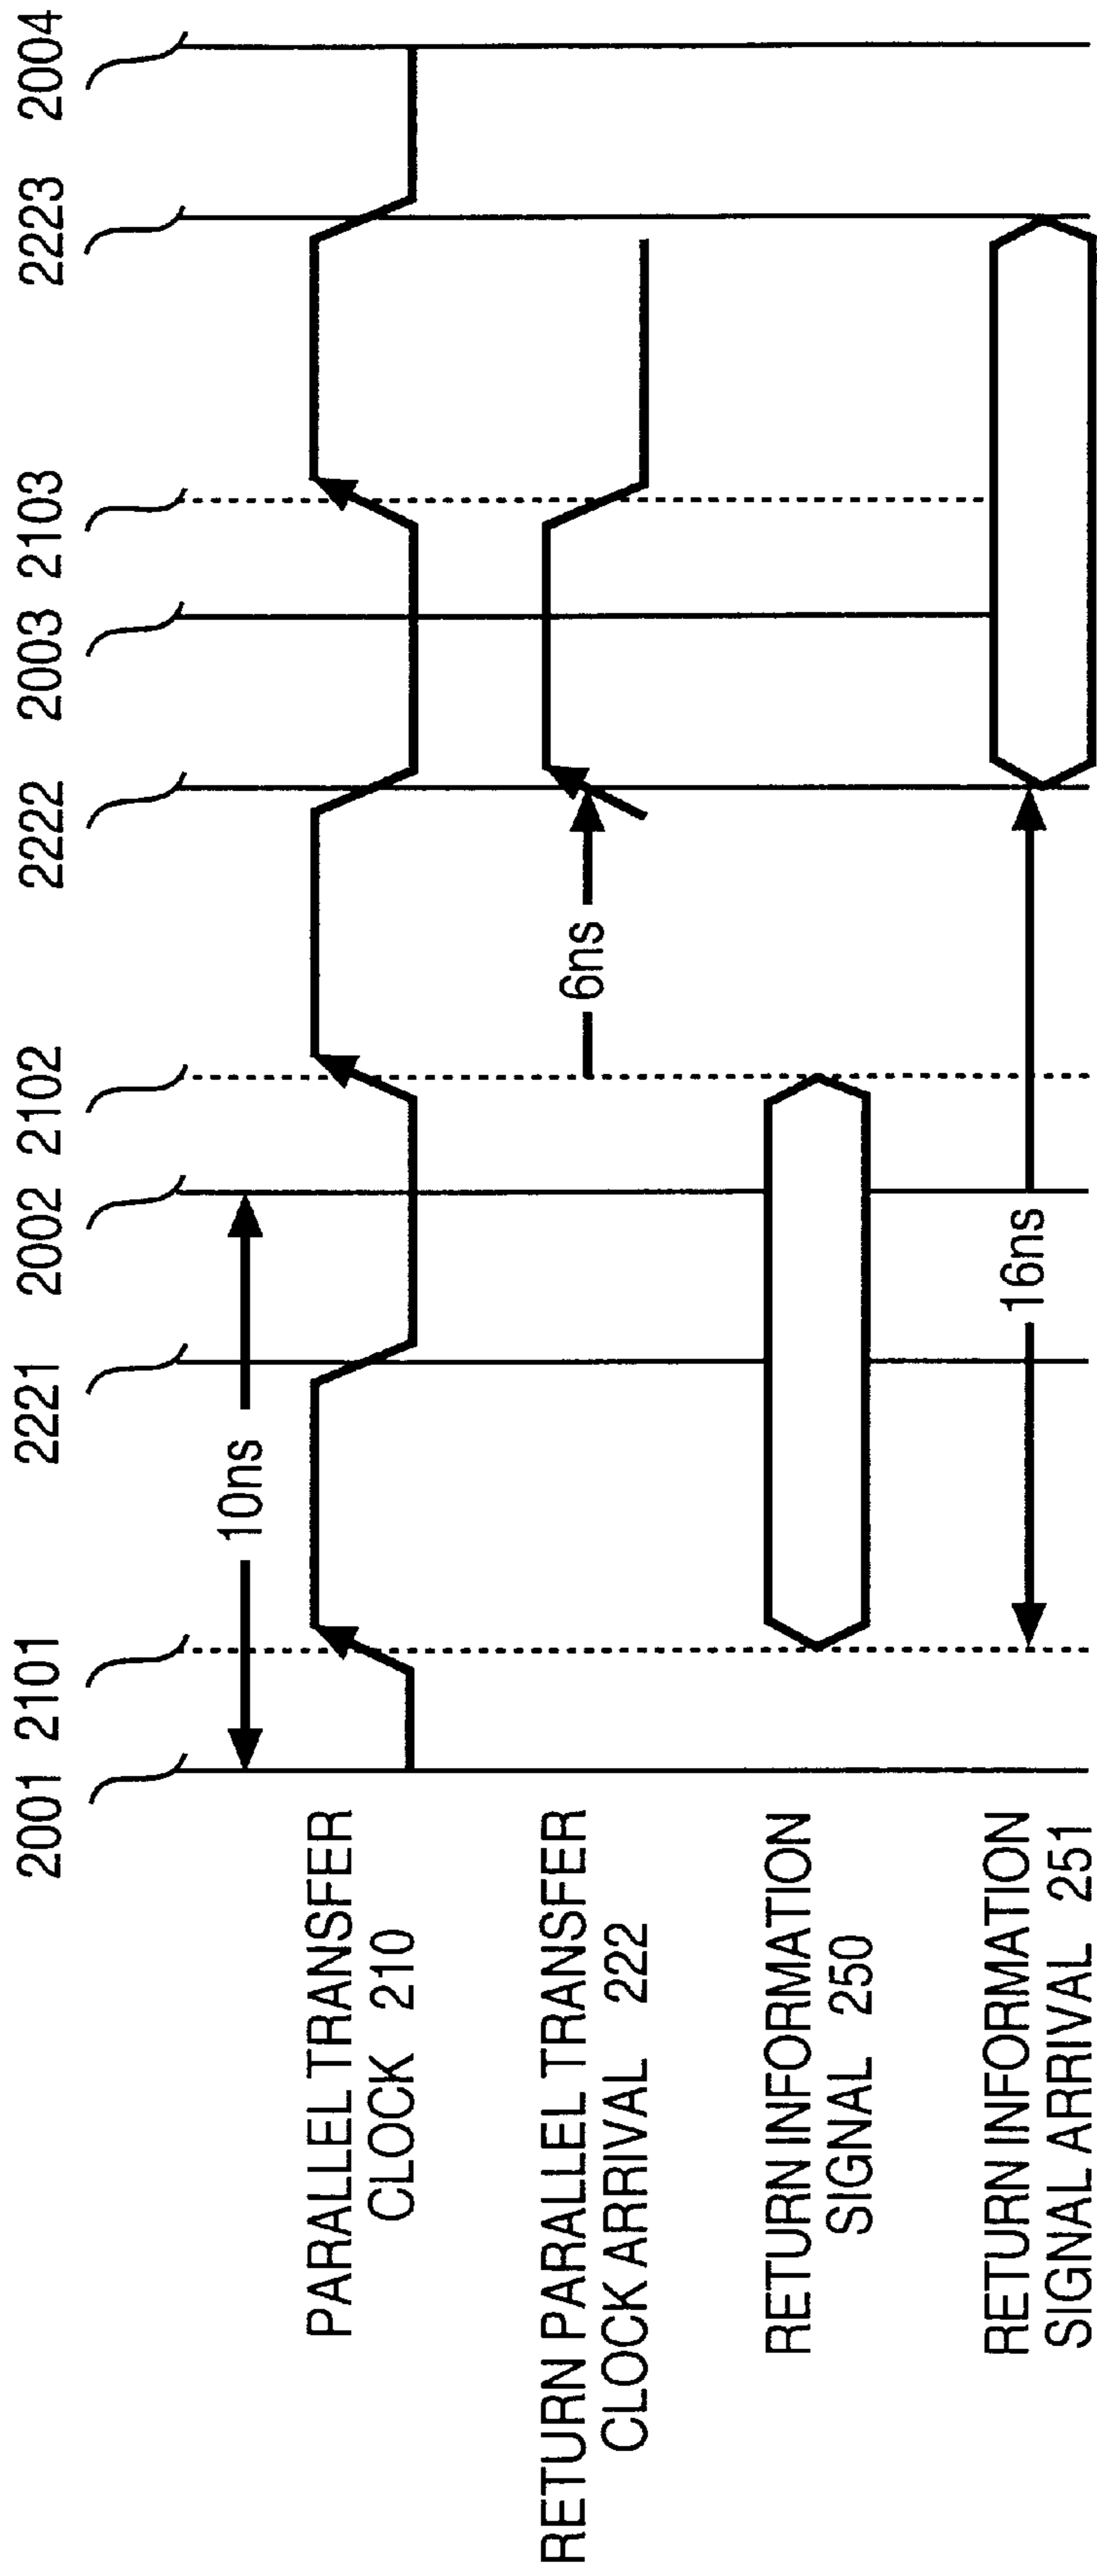 2001 2101 2221 2002 2102 2222 2003 2103 2223 2004
10ns
PARALLEL TRANSFER
CLOCK 210
6ns
RETURN PARALLEL TRANSFER
CLOCK ARRIVAL 222
RETURN INFORMATION
SIGNAL 250
16ns
RETURN INFORMATION
SIGNAL ARRIVAL 251